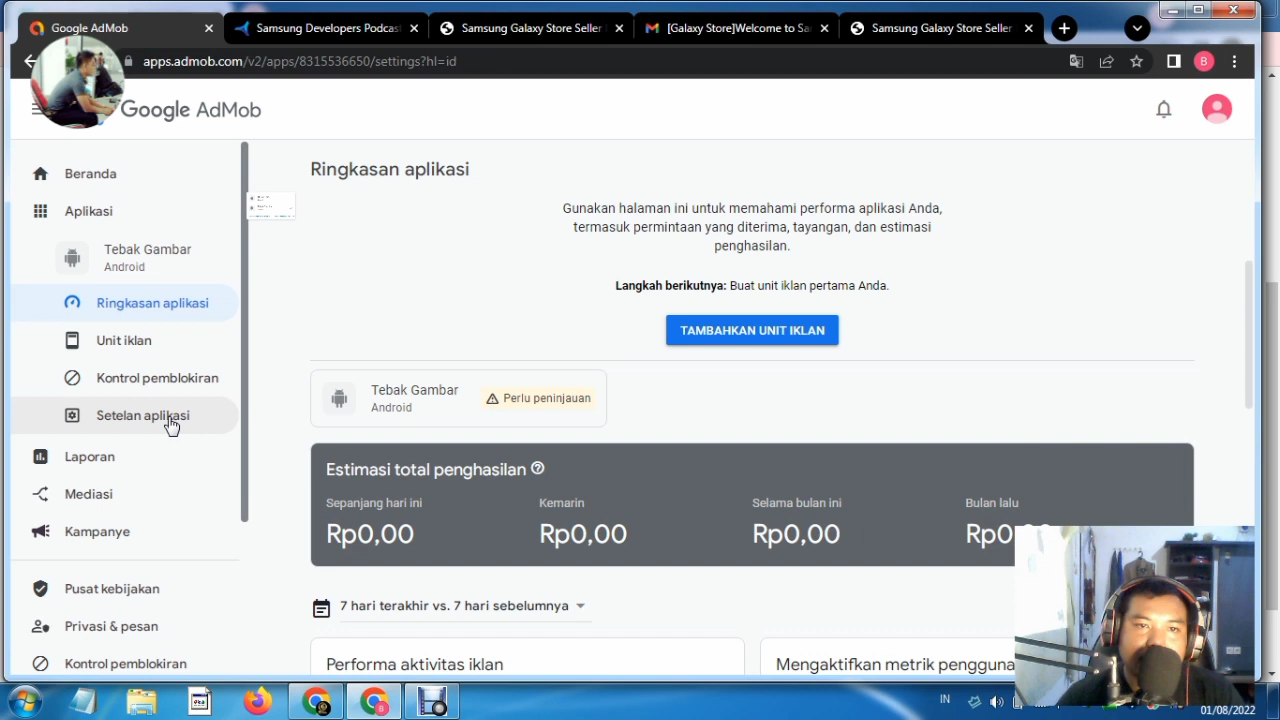 Google AdMob
Samsung Developers Podcast
Samsung Galaxy Store Seller
[Galaxy Store]Welcome to Sa
Samsung Galaxy Store Seller
apps.admob.com/v2/apps/8315536650/settings?hl=id
B
Google AdMob
Beranda
Aplikasi
Tebak Gambar
Android
Ringkasan aplikasi
Unit iklan
Kontrol pemblokiran
Setelan aplikasi
Laporan
Mediasi
Kampanye
Pusat kebijakan
Privasi & pesan
Kontrol pemblokiran
Ringkasan aplikasi
Gunakan halaman ini untuk memahami performa aplikasi Anda,
termasuk permintaan yang diterima, tayangan, dan estimasi
penghasilan.
Langkah berikutnya: Buat unit iklan pertama Anda.
TAMBAHKAN UNIT IKLAN
Tebak Gambar
Android
Perlu peninjauan
Estimasi total penghasilan
Sepanjang hari ini
Kemarin
Selama bulan ini
Bulan lalu
Rp0,00
Rp0,00
Rp0,00
Rp0,00
7 hari terakhir vs. 7 hari sebelumnya
Performa aktivitas iklan
Mengaktifkan metrik pengguna
IN
01/08/2022